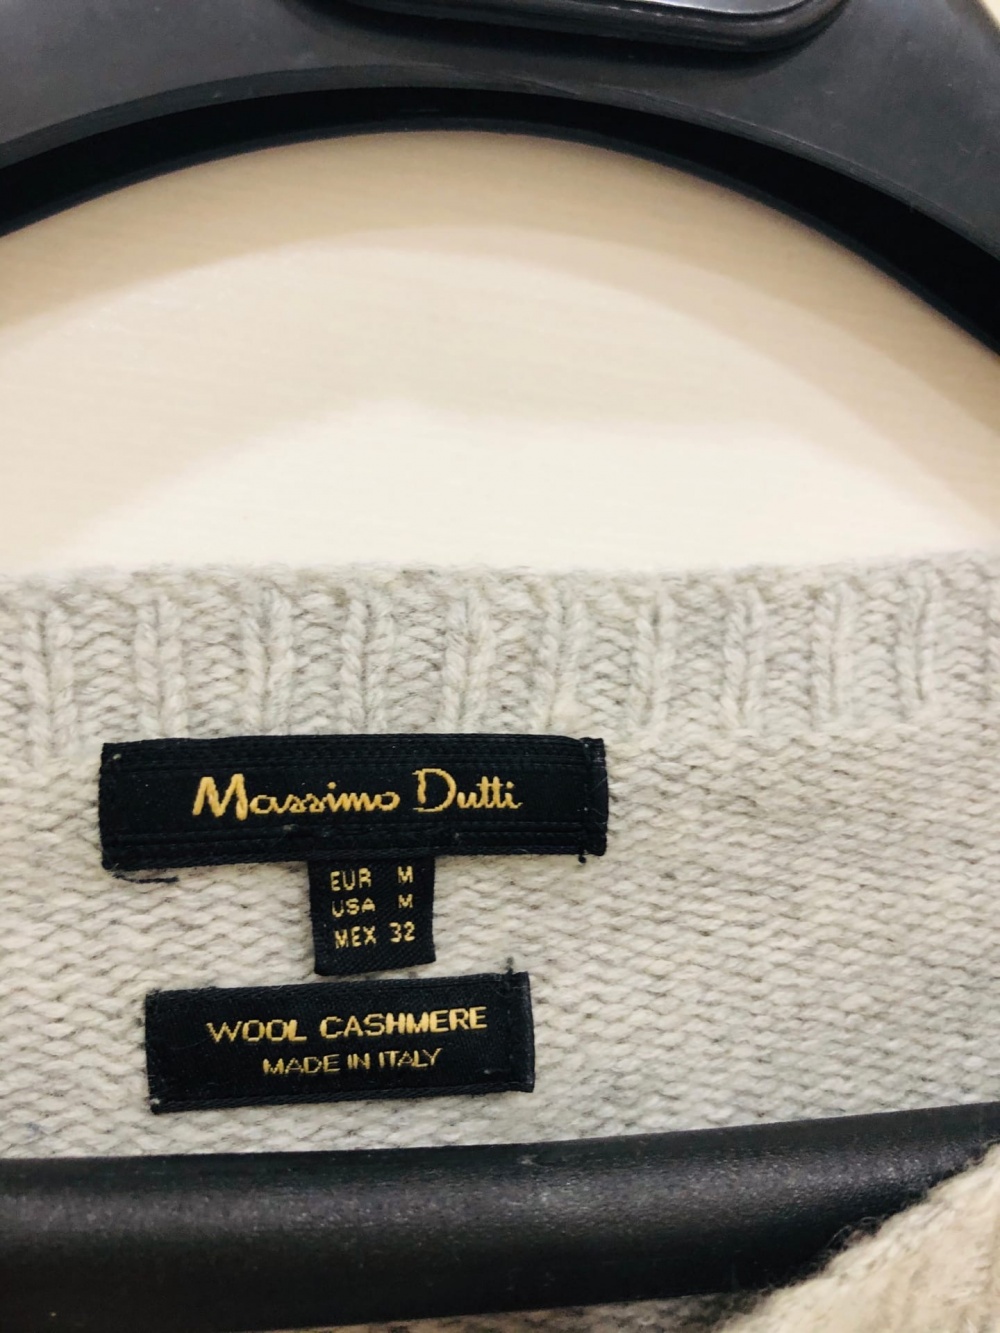 Massimo Dutti
EUR M
USA M
MEX 32
WOOL CASHMERE
MADE IN ITALY